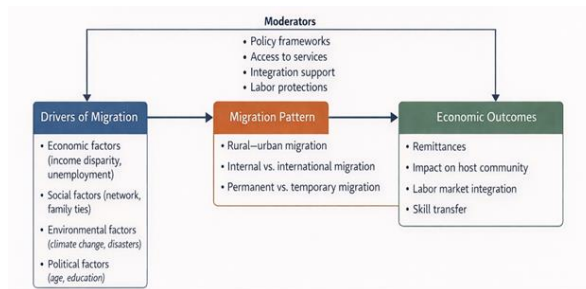 Moderators
• Policy frameworks
• Access to services
• Integration support
• Labor protections
Drivers of Migration
• Economic factors
(income disparity,
unemployment)
• Social factors (network,
family ties)
• Environmental factors
(climate change, disasters)
• Political factors
(age, education)
Migration Pattern
• Rural–urban migration
• Internal vs. international migration
• Permanent vs. temporary migration
Economic Outcomes
• Remittances
• Impact on host community
• Labor market integration
• Skill transfer